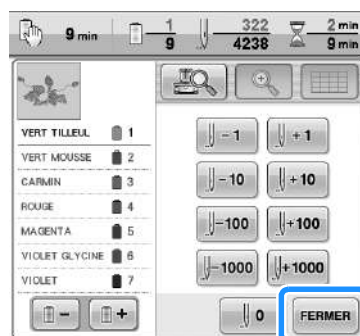 9 min 1 322 2 min
9 4238 9 min
VERT TILLEUL 1
VERT MOUSSE 2
CARMIN 3
ROUGE 4
MAGENTA 5
VIOLET GLYCINE 6
VIOLET 7
- +
-1 +1
-10 +10
-100 +100
-1000 +1000
0 FERMER